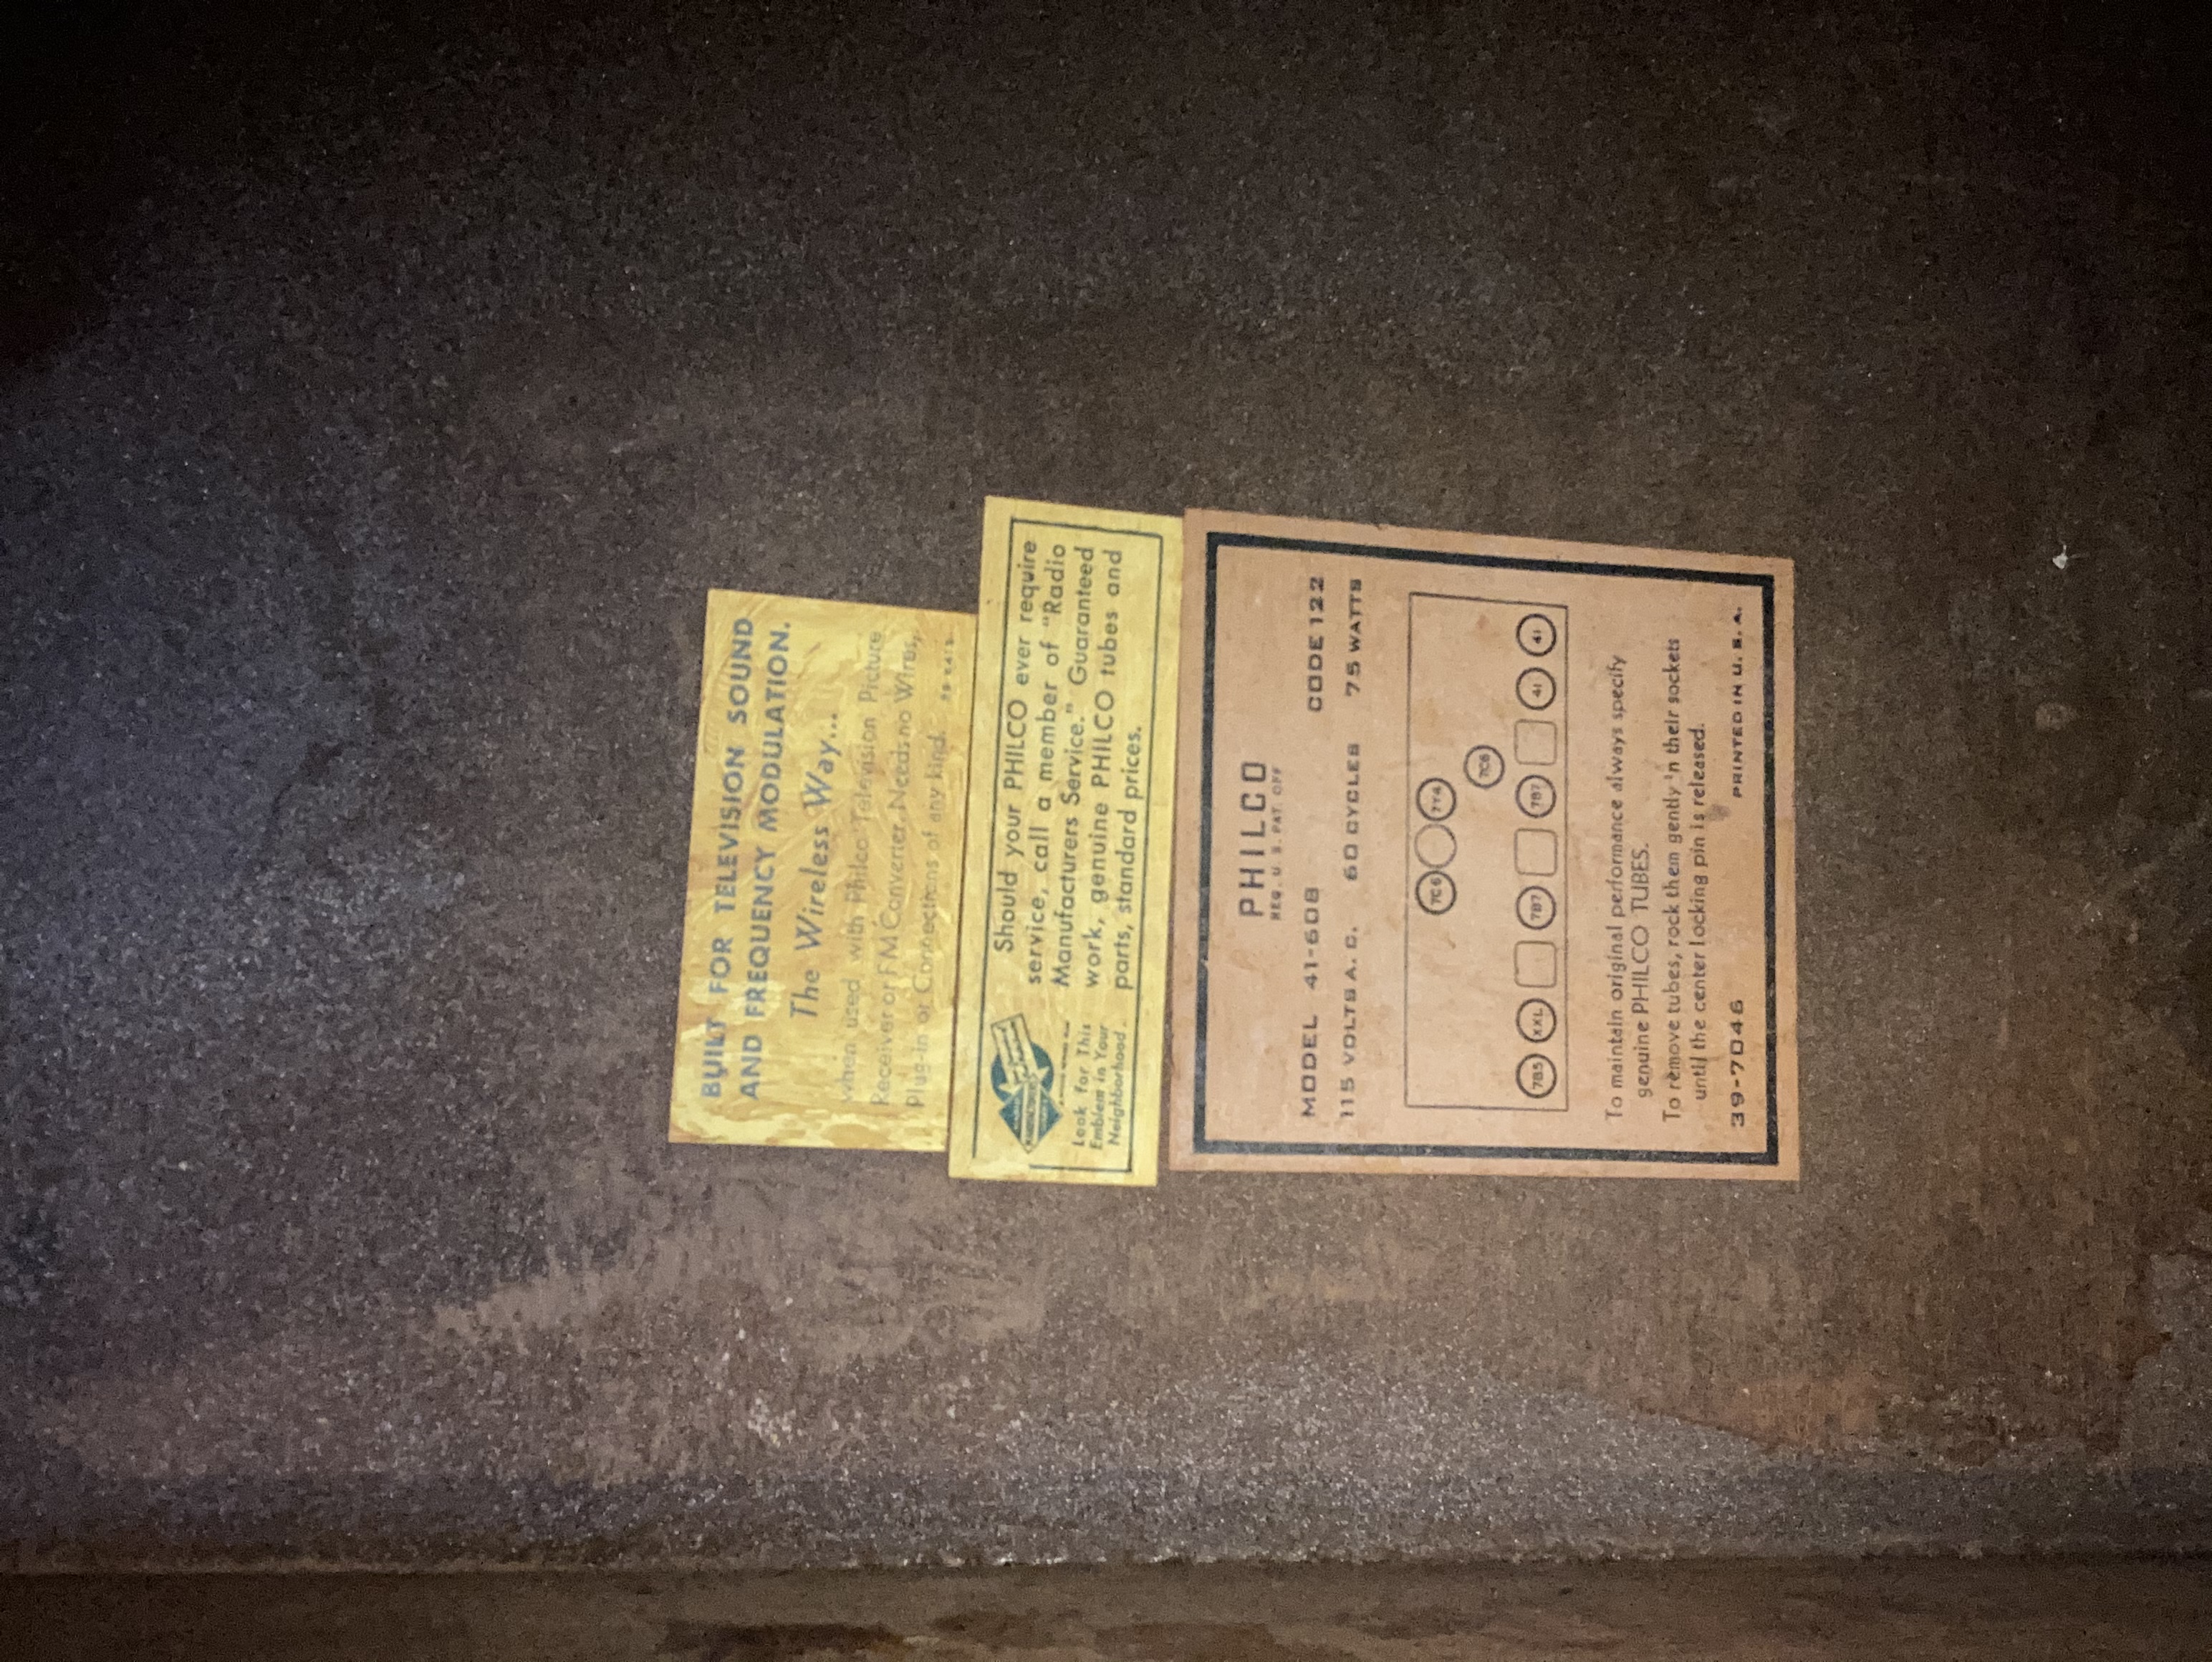 BUILT FOR TELEVISION SOUND
AND FREQUENCY MODULATION.
The Wireless Way...
when used with Philco Television Picture
Receiver or FM Converter. Needs no Wires,
Plug-in or Connections of any kind.
Should your PHILCO ever require
service, call a member of "Radio
Manufacturers Service." Guaranteed
work, genuine PHILCO tubes and
parts, standard prices.
Look for This
Emblem in Your
Neighborhood
PHILCO
REG. U. S. PAT. OFF
MODEL 41-608 CODE 122
115 VOLTS A. C. 60 CYCLES 75 WATTS
7C6 7Y4
7C6
7B5 XXL 7B7 7B7 41 41
To maintain original performance always specify
genuine PHILCO TUBES.
To remove tubes, rock them gently in their sockets
until the center locking pin is released.
39-7046 PRINTED IN U. S. A.